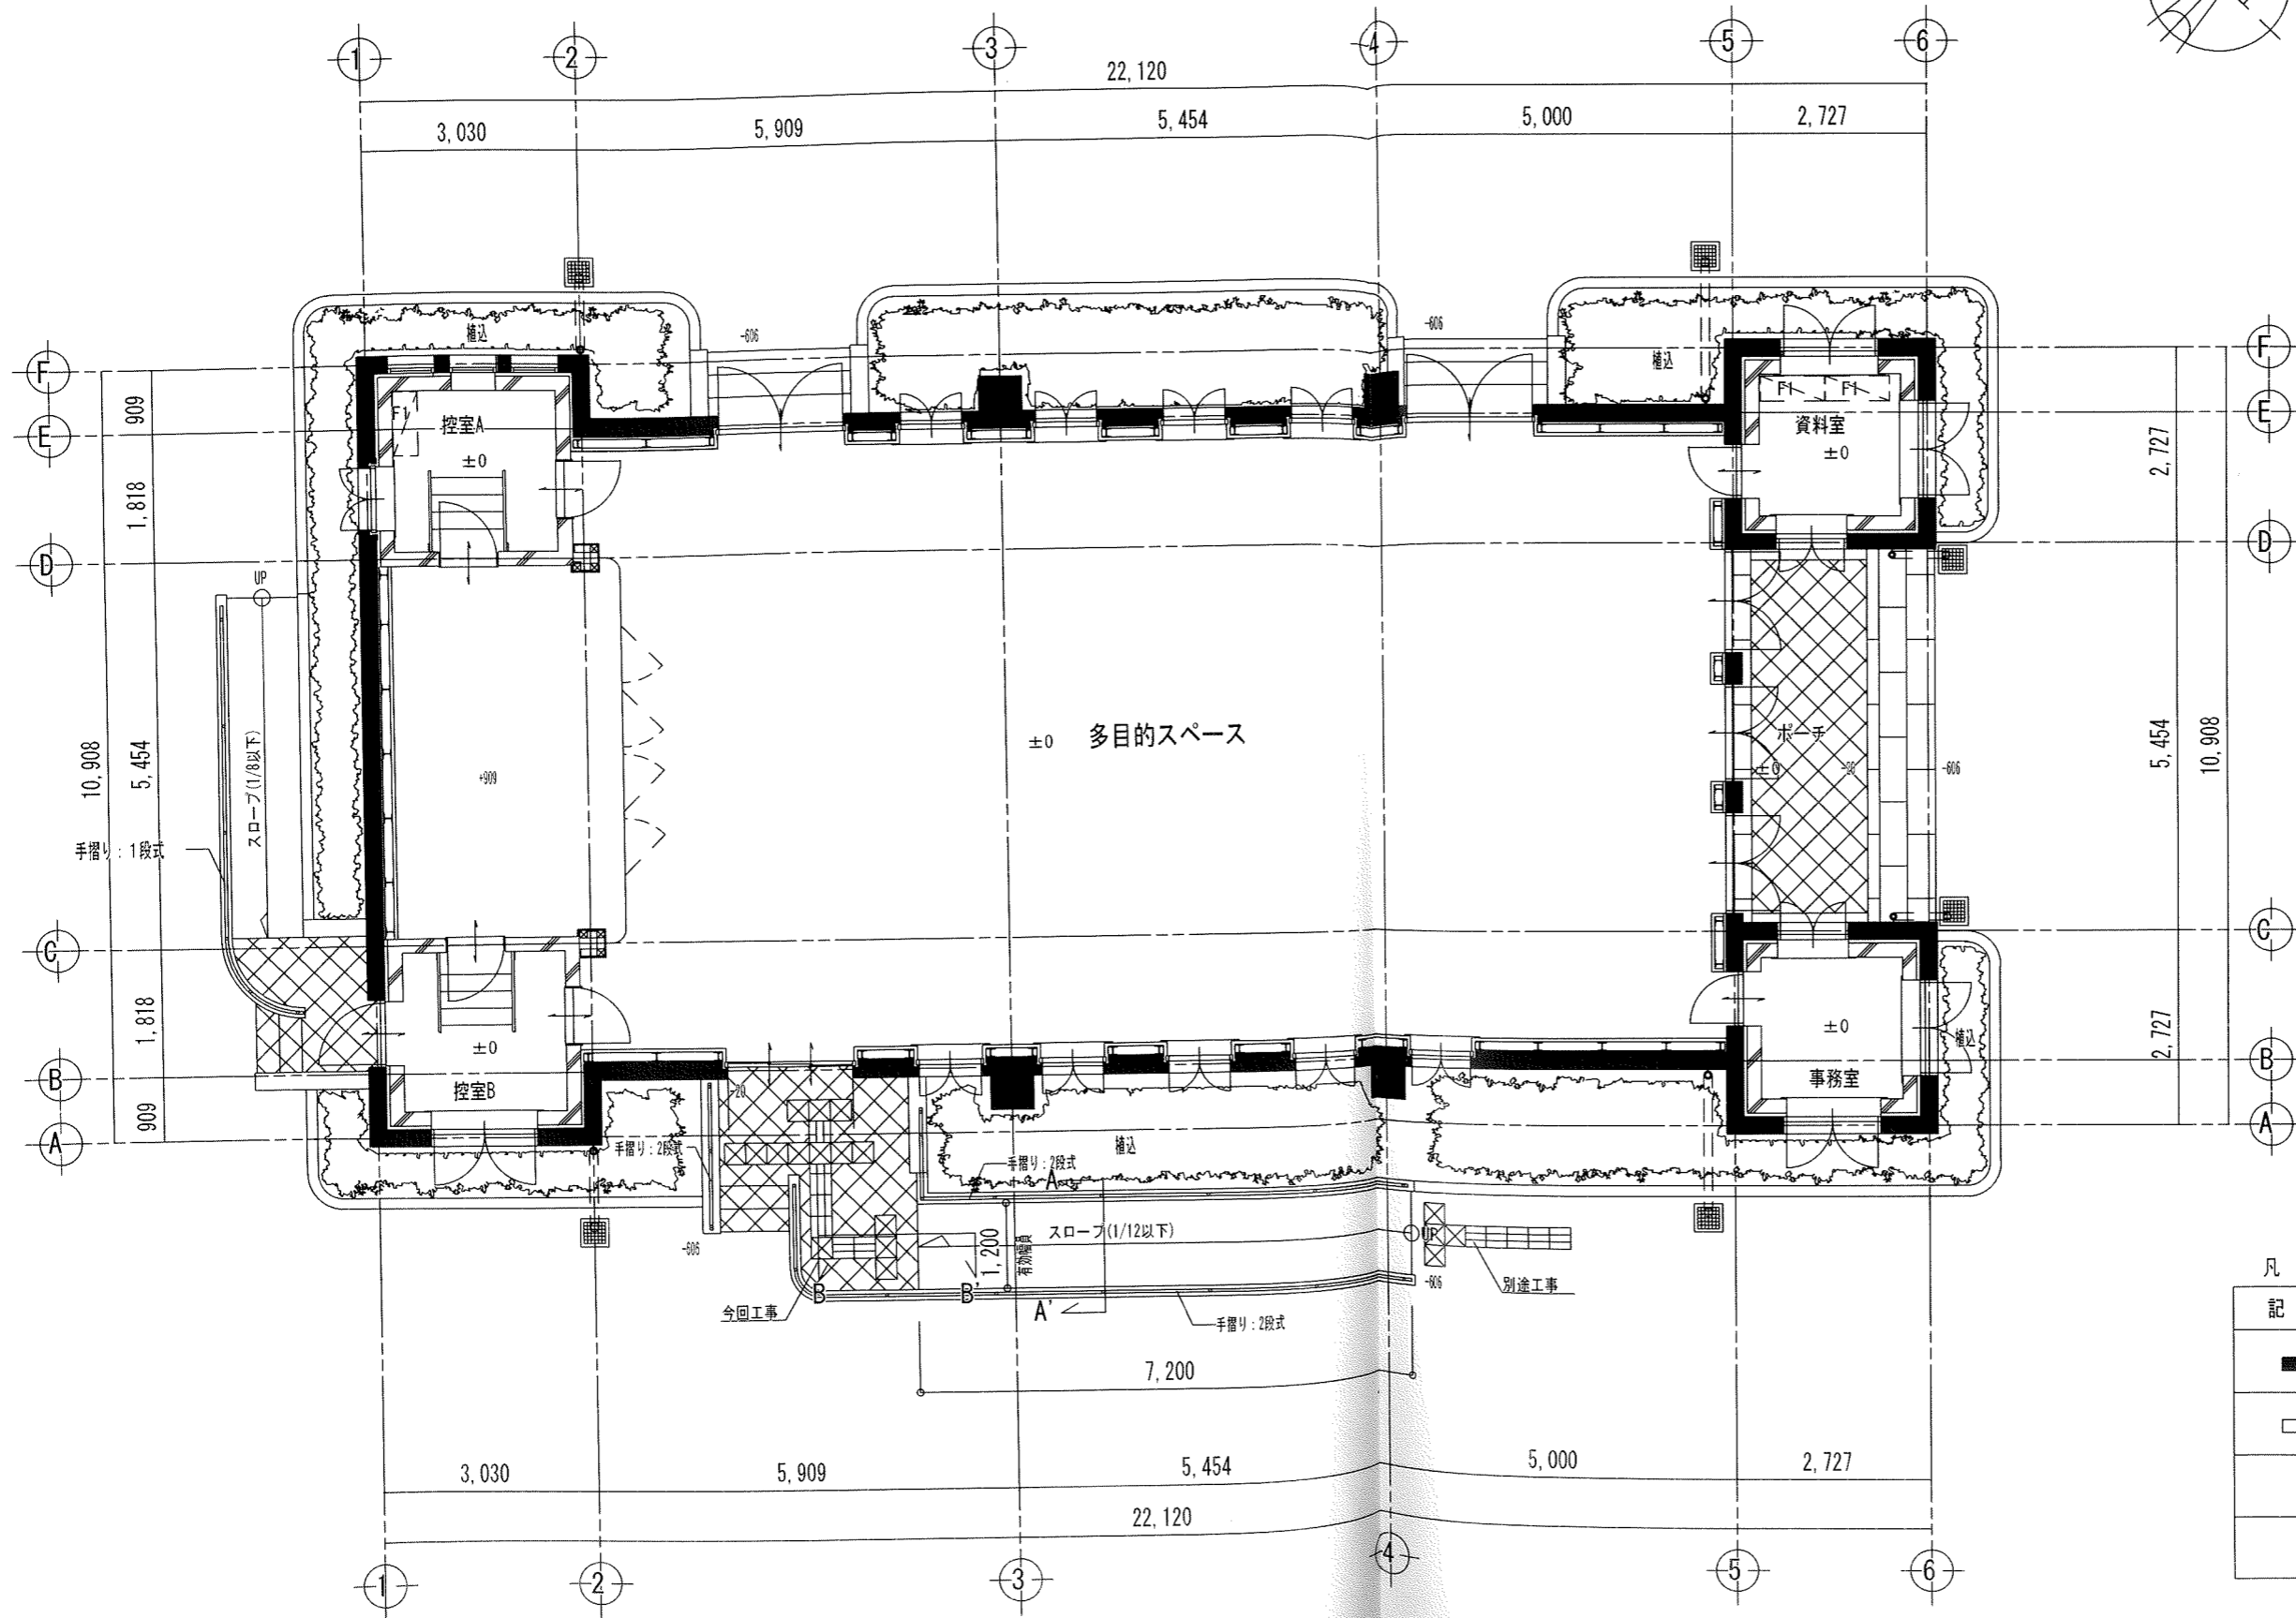 1 2 3 4 5 6
22,120
3,030 5,909 5,454 5,000 2,727
植込
-606
-606
植込
F F
F1
F1 F1
控室A
±0
資料室
±0
E E
909
1,818
2,727
D D
UP
スロープ(1/8以下)
手摺り：1段式
10,908
5,454
+909
±0 多目的スペース
ポーチ
±0
-20
-606
5,454
10,908
C C
1,818
909
2,727
±0
控室B
±0
事務室
植込
B B
A A
-20
手摺り：2段式
手摺り：2段式
植込
A
スロープ(1/12以下)
UP
1,200
有効幅員
-606
-606
今回工事
B B'
A'
手摺り：2段式
別途工事
7,200
3,030 5,909 5,454 5,000 2,727
22,120
1 2 3 4 5 6
凡
記